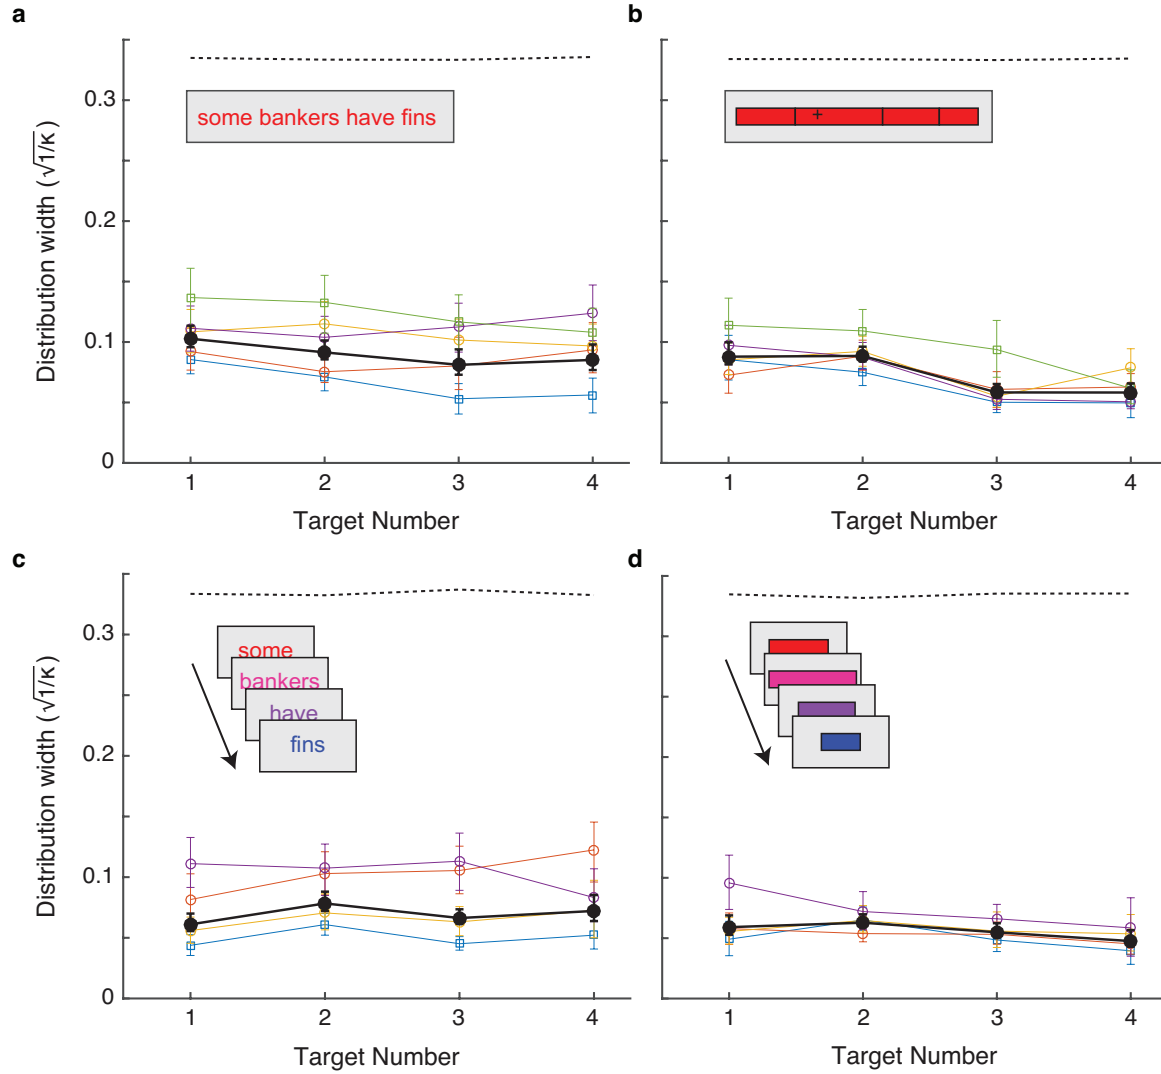 a
Distribution width (√1/κ)
0.3
0.2
0.1
0
some bankers have fins
1 2 3 4
Target Number
b
+
1 2 3 4
Target Number
c
Distribution width (√1/κ)
0.3
0.2
0.1
0
some
bankers
have
fins
1 2 3 4
Target Number
d
1 2 3 4
Target Number